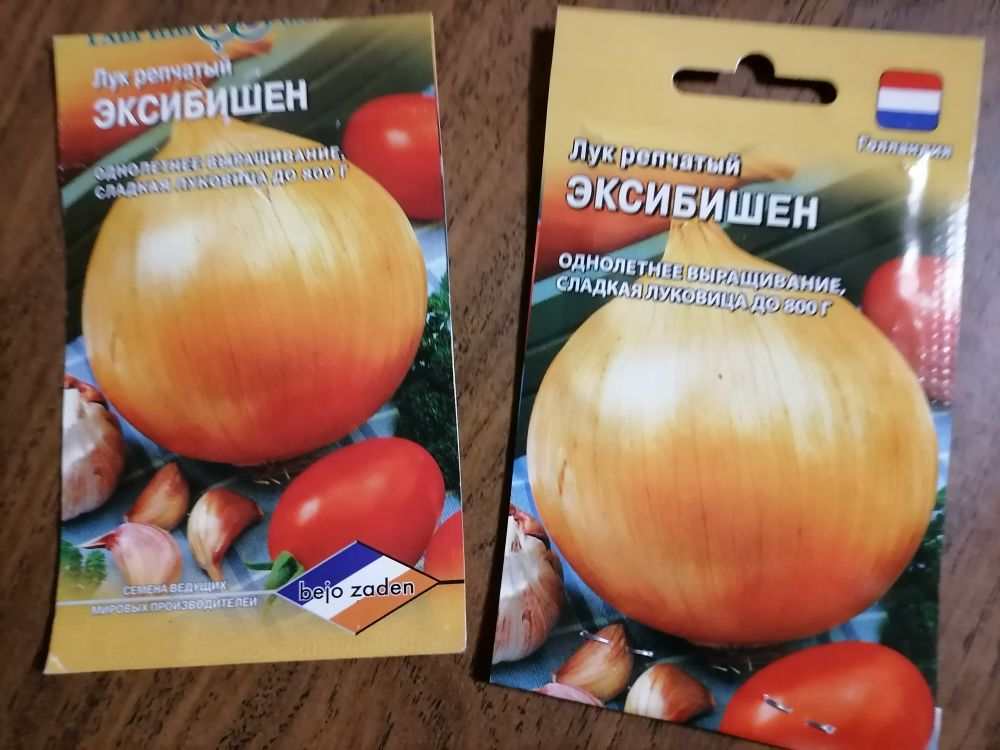 Лук репчатый
ЭКСИБИШЕН
ОДНОЛЕТНЕЕ ВЫРАЩИВАНИЕ,
СЛАДКАЯ ЛУКОВИЦА ДО 800 Г
СЕМЕНА ВЕДУЩИХ
МИРОВЫХ ПРОИЗВОДИТЕЛЕЙ
bejo zaden
Голландия
Лук репчатый
ЭКСИБИШЕН
ОДНОЛЕТНЕЕ ВЫРАЩИВАНИЕ,
СЛАДКАЯ ЛУКОВИЦА ДО 800 Г